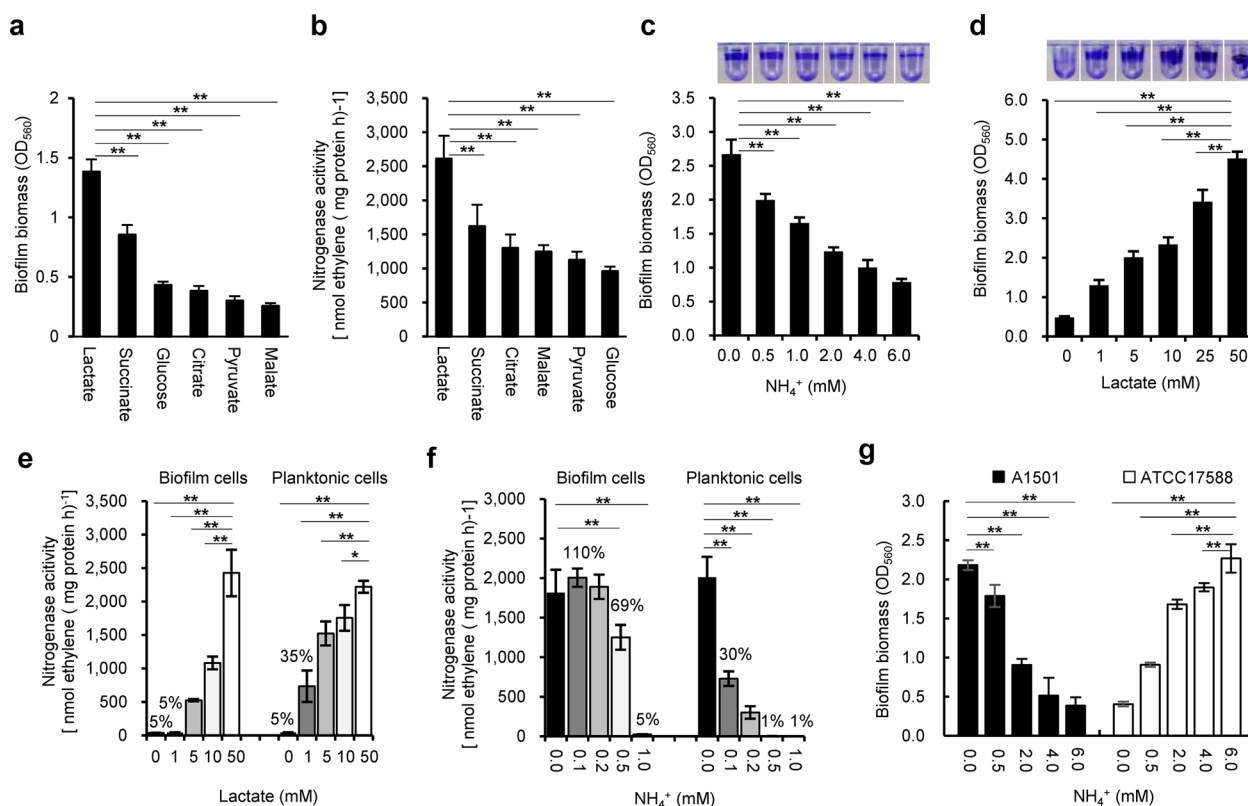 a
Biofilm biomass (OD560)
2
1.5
1
0.5
0
**
**
**
**
**
Lactate
Succinate
Glucose
Citrate
Pyruvate
Malate
b
Nitrogenase acitivity
[ nmol ethylene ( mg protein h)-1]
3,500
3,000
2,500
2,000
1,500
1,000
500
0
**
**
**
**
**
Lactate
Succinate
Citrate
Malate
Pyruvate
Glucose
c
Biofilm biomass (OD560)
3.5
3.0
2.5
2.0
1.5
1.0
0.5
0.0
**
**
**
**
**
0.0 0.5 1.0 2.0 4.0 6.0
NH4+ (mM)
d
Biofilm biomass (OD560)
6.0
5.0
4.0
3.0
2.0
1.0
0.0
**
**
**
**
**
0 1 5 10 25 50
Lactate (mM)
e
Biofilm cells Planktonic cells
Nitrogenase acitivity
[ nmol ethylene ( mg protein h)-1]
3,500
3,000
2,500
2,000
1,500
1,000
500
0
**
**
**
**
5%
5%
**
**
**
*
35%
5%
0 1 5 10 50 0 1 5 10 50
Lactate (mM)
f
Biofilm cells Planktonic cells
Nitrogenase acitivity
[ nmol ethylene ( mg protein h)-1]
3,000
2,500
2,000
1,500
1,000
500
0
**
**
110%
69%
5%
**
**
**
**
30%
1% 1%
0.0 0.1 0.2 0.5 1.0 0.0 0.1 0.2 0.5 1.0
NH4+ (mM)
g
A1501 ATCC17588
Biofilm biomass (OD560)
3.0
2.5
2.0
1.5
1.0
0.5
0.0
**
**
**
**
**
**
**
**
0.0 0.5 2.0 4.0 6.0 0.0 0.5 2.0 4.0 6.0
NH4+ (mM)